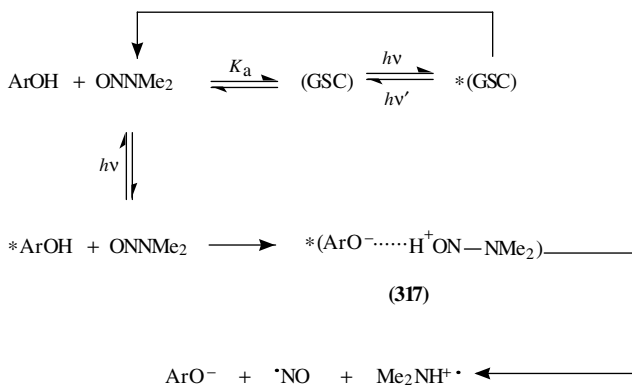 ArOH + ONNMe₂ Kₐ (GSC) hν hν′ *(GSC)
hν
*ArOH + ONNMe₂ *(ArO⁻······H⁺ON—NMe₂)
(317)
ArO⁻ + •NO + Me₂NH⁺•